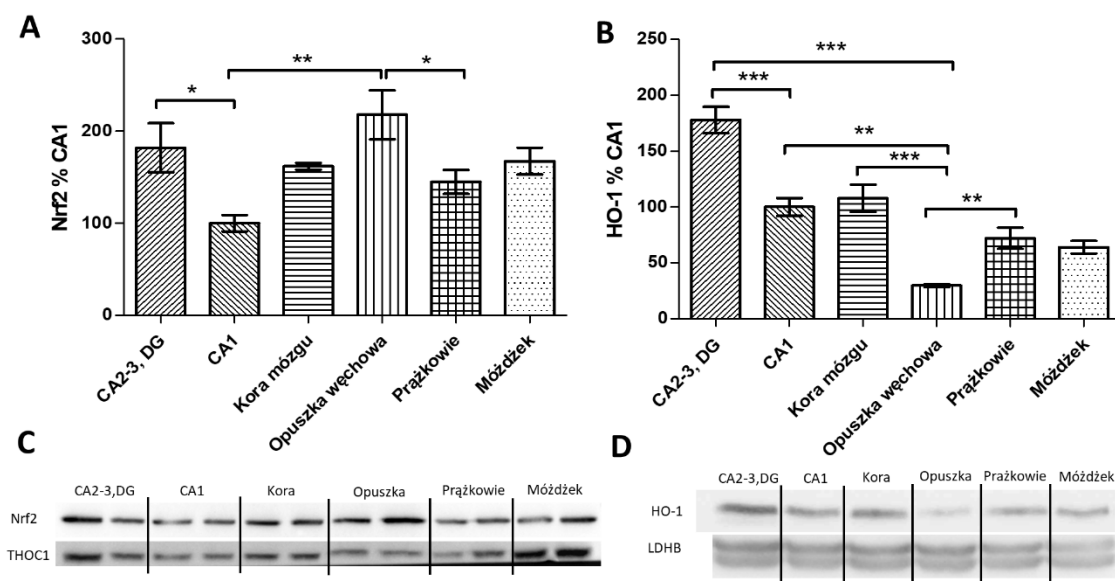 A
300
200
100
0
Nrf2 % CA1
*
**
*
CA2-3, DG
CA1
Kora mózgu
Opuszka węchowa
Prążkowie
Móżdżek
B
250
200
150
100
50
0
HO-1 % CA1
***
***
**
***
**
CA2-3, DG
CA1
Kora mózgu
Opuszka węchowa
Prążkowie
Móżdżek
C
CA2-3,DG CA1 Kora Opuszka Prążkowie Móżdżek
Nrf2
THOC1
D
CA2-3,DG CA1 Kora Opuszka Prażkowie Móżdżek
HO-1
LDHB